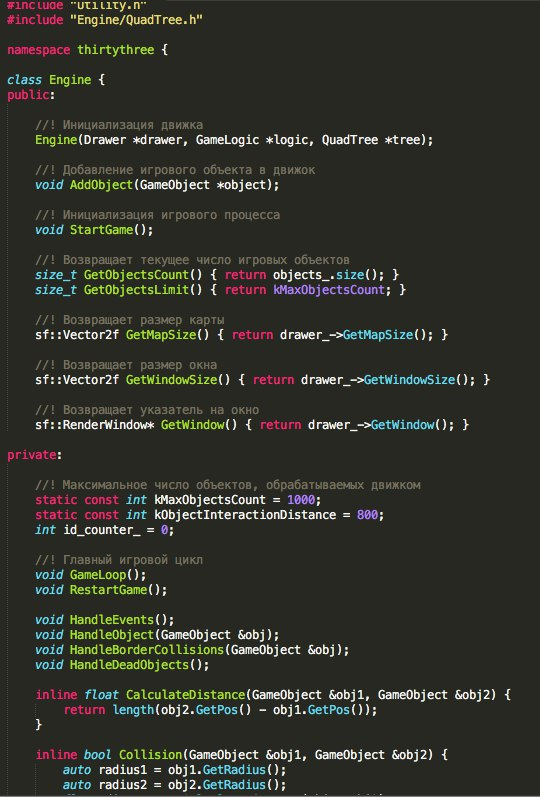 #include "Utility.h"
#include "Engine/QuadTree.h"
namespace thirtythree {
class Engine {
public:
//! Инициализация движка
Engine(Drawer *drawer, GameLogic *logic, QuadTree *tree);
//! Добавление игрового объекта в движок
void AddObject(GameObject *object);
//! Инициализация игрового процесса
void StartGame();
//! Возвращает текущее число игровых объектов
size_t GetObjectsCount() { return objects_.size(); }
size_t GetObjectsLimit() { return kMaxObjectsCount; }
//! Возвращает размер карты
sf::Vector2f GetMapSize() { return drawer_->GetMapSize(); }
//! Возвращает размер окна
sf::Vector2f GetWindowSize() { return drawer_->GetWindowSize(); }
//! Возвращает указатель на окно
sf::RenderWindow* GetWindow() { return drawer_->GetWindow(); }
private:
//! Максимальное число объектов, обрабатываемых движком
static const int kMaxObjectsCount = 1000;
static const int kObjectInteractionDistance = 800;
int id_counter_ = 0;
//! Главный игровой цикл
void GameLoop();
void RestartGame();
void HandleEvents();
void HandleObject(GameObject &obj);
void HandleBorderCollisions(GameObject &obj);
void HandleDeadObjects();
inline float CalculateDistance(GameObject &obj1, GameObject &obj2) {
return length(obj2.GetPos() - obj1.GetPos());
}
inline bool Collision(GameObject &obj1, GameObject &obj2) {
auto radius1 = obj1.GetRadius();
auto radius2 = obj2.GetRadius();